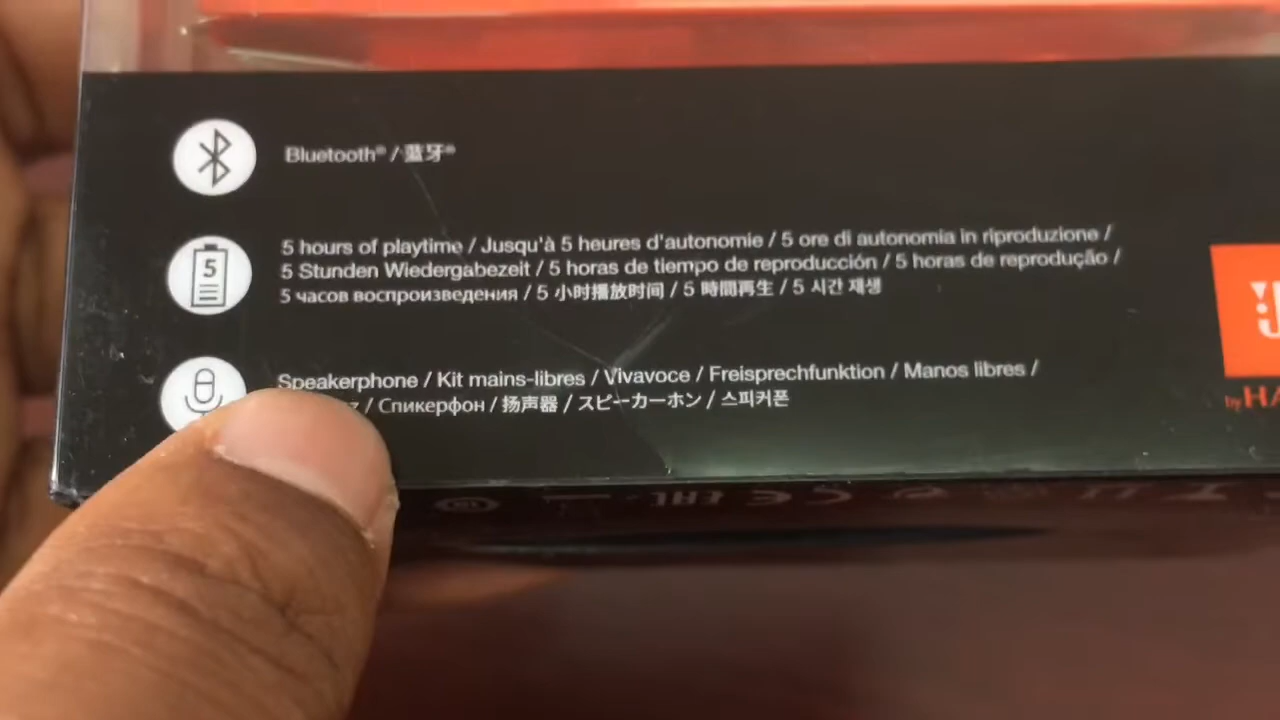 Bluetooth® / 蓝牙®
5
5 hours of playtime / Jusqu'à 5 heures d'autonomie / 5 ore di autonomia in riproduzione /
5 Stunden Wiedergabezeit / 5 horas de tiempo de reproducción / 5 horas de reprodução /
5 часов воспроизведения / 5 小时播放时间 / 5 時間再生 / 5 시간 재생
Speakerphone / Kit mains-libres / Vivavoce / Freisprechfunktion / Manos libres /
/ Спикерфон / 扬声器 / スピーカーホン / 스피커폰
by